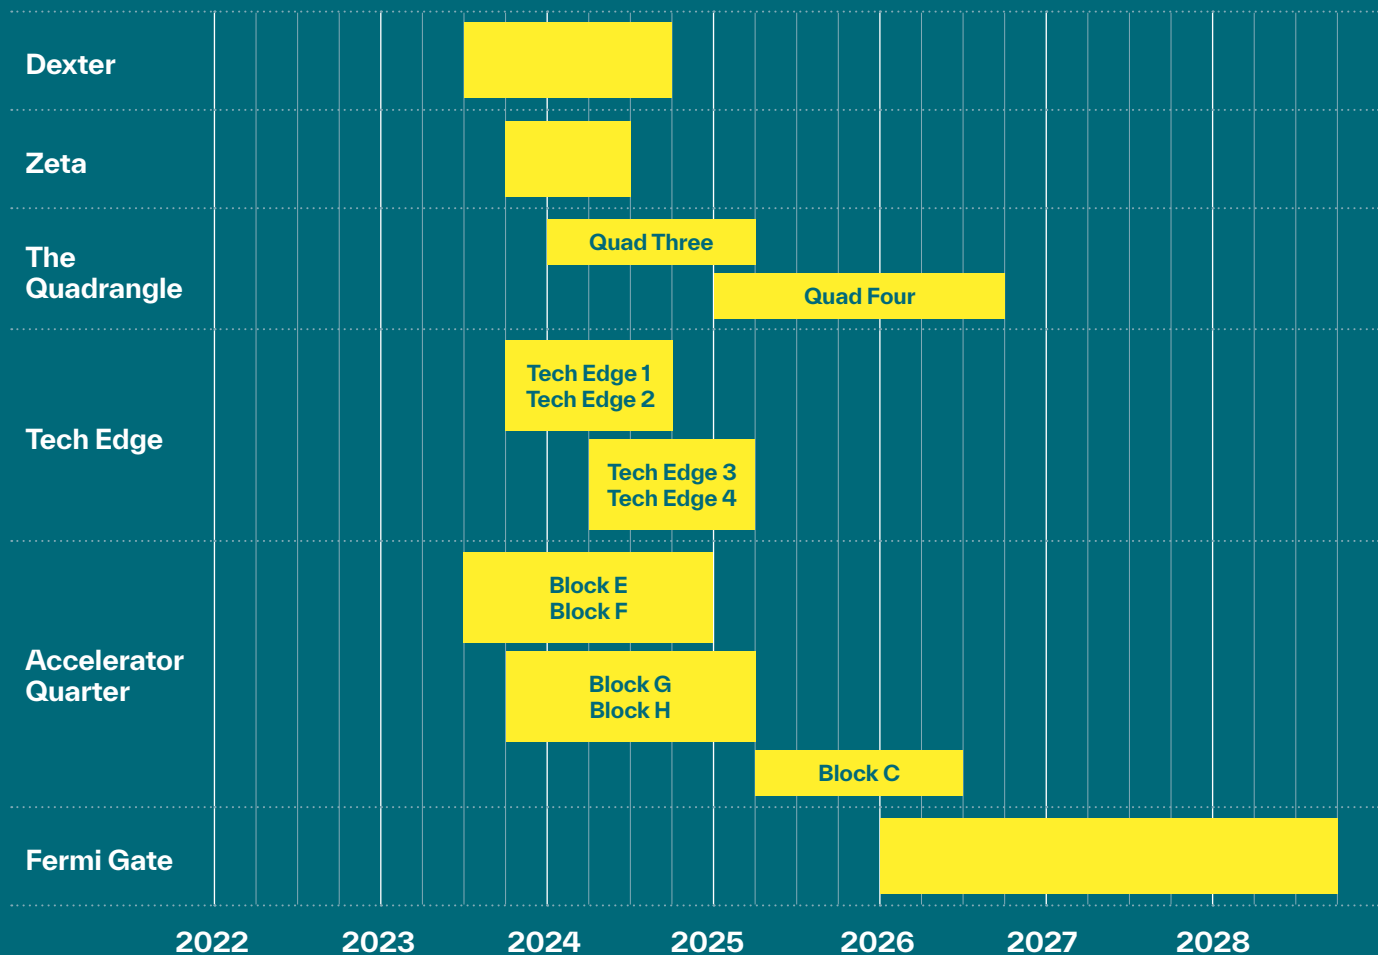 Dexter
Zeta
The
Quadrangle
Quad Three
Quad Four
Tech Edge
Tech Edge 1
Tech Edge 2
Tech Edge 3
Tech Edge 4
Accelerator
Quarter
Block E
Block F
Block G
Block H
Block C
Fermi Gate
2022 2023 2024 2025 2026 2027 2028